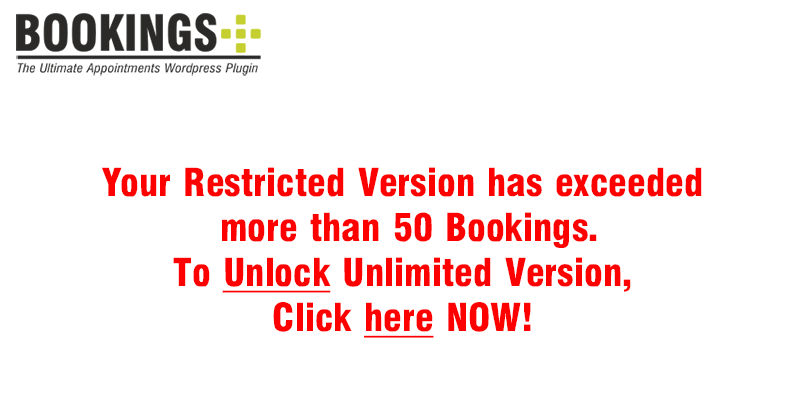 BOOKINGS
The Ultimate Appointments Wordpress Plugin
Your Restricted Version has exceeded
more than 50 Bookings.
To Unlock Unlimited Version,
Click here NOW!